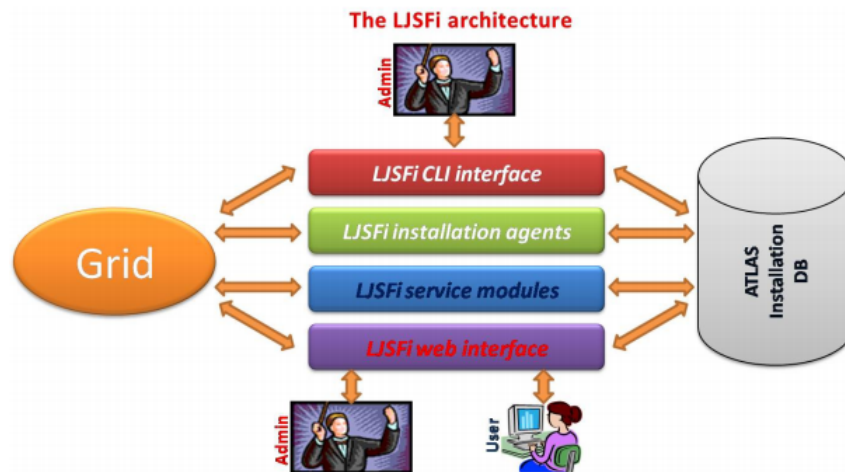 The LJSFi architecture
Admin
LJSFi CLI interface
LJSFi installation agents
Grid
ATLAS
Installation
DB
LJSFi service modules
LJSFi web interface
Admin
User